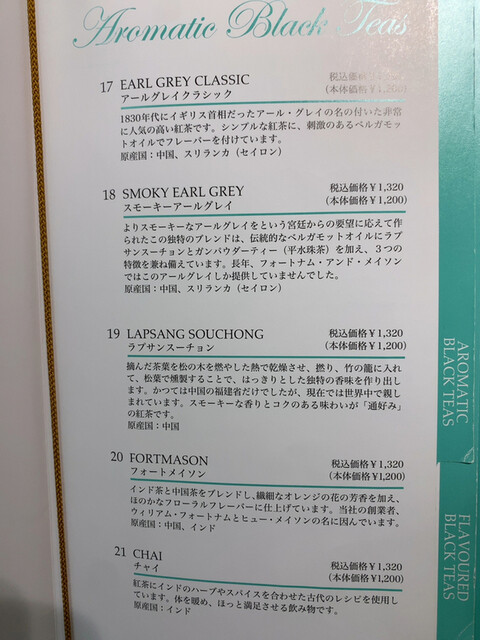 Aromatic Black Teas
17 EARL GREY CLASSIC 税込価格¥1,320
アールグレイクラシック (本体価格¥1,200)
1830年代にイギリス首相だったアール・グレイの名の付いた非常
に人気の高い紅茶です。シンプルな紅茶に、刺激のあるベルガモッ
トオイルでフレーバーを付けています。
原産国：中国、スリランカ（セイロン）
18 SMOKY EARL GREY 税込価格¥1,320
スモーキーアールグレイ (本体価格¥1,200)
よりスモーキーなアールグレイをという宮廷からの要望に応えて作
られたこの独特のブレンドは、伝統的なベルガモットオイルにラプ
サンスーチョンとガンパウダーティー（平水珠茶）を加え、３つの
特徴を兼ね備えています。長年、フォートナム・アンド・メイソン
ではこのアールグレイしか提供していませんでした。
原産国：中国、スリランカ（セイロン）
19 LAPSANG SOUCHONG 税込価格¥1,320
ラプサンスーチョン (本体価格¥1,200)
摘んだ茶葉を松の木を燃やした熱で乾燥させ、撚り、竹の籠に入れ
て、松葉で燻製することで、はっきりとした独特の香味を作り出し
ます。かつては中国の福建省だけでしたが、現在では世界中で親し
まれています。スモーキーな香りとコクのある味わいが「通好み」
の紅茶です。
原産国：中国
20 FORTMASON 税込価格¥1,320
フォートメイソン (本体価格¥1,200)
インド茶と中国茶をブレンドし、繊細なオレンジの花の芳香を加え、
ほのかなフローラルフレーバーに仕上げています。当社の創業者、
ウィリアム・フォートナムとヒュー・メイソンの名に因んでいます。
原産国：中国、インド
21 CHAI 税込価格¥1,320
チャイ (本体価格¥1,200)
紅茶にインドのハーブやスパイスを合わせた古代のレシピを使用し
ています。体を暖め、ほっと満足させる飲み物です。
原産国：インド
AROMATIC
BLACK TEAS
FLAVOURED
BLACK TEAS